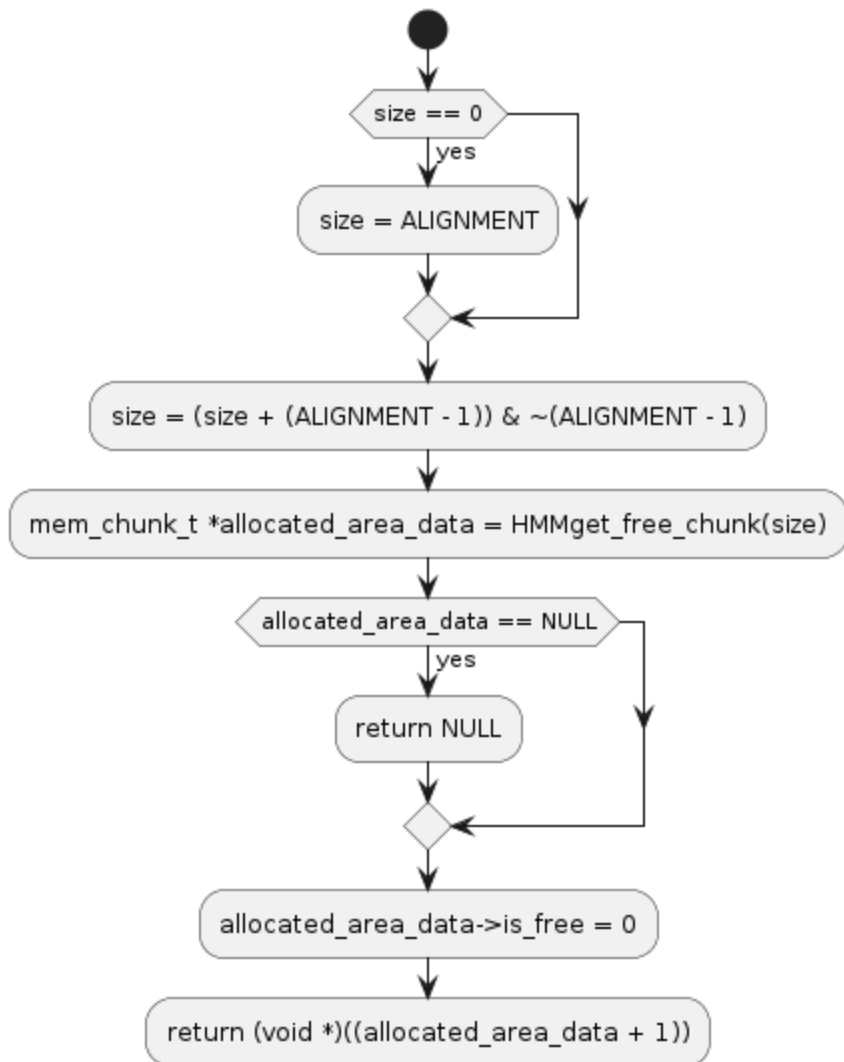 size == 0
yes
size = ALIGNMENT
size = (size + (ALIGNMENT - 1)) & ~(ALIGNMENT - 1)
mem_chunk_t *allocated_area_data = HMMget_free_chunk(size)
allocated_area_data == NULL
yes
return NULL
allocated_area_data->is_free = 0
return (void *)((allocated_area_data + 1))